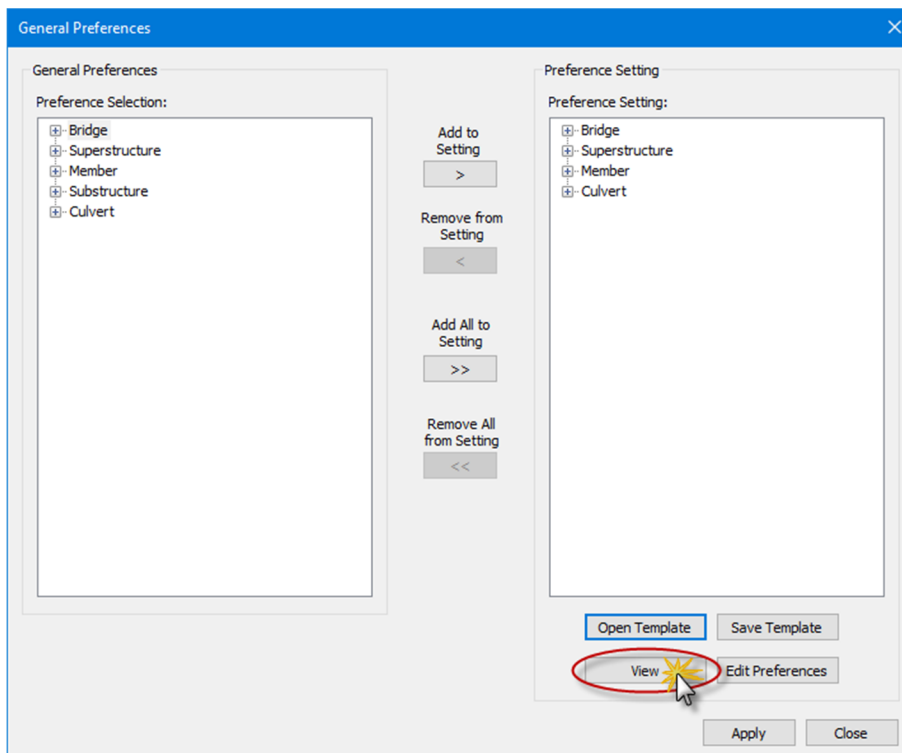 General Preferences
General Preferences
Preference Selection:
Bridge
Superstructure
Member
Substructure
Culvert
Add to
Setting
>
Remove from
Setting
<
Add All to
Setting
>>
Remove All
from Setting
<<
Preference Setting
Preference Setting:
Bridge
Superstructure
Member
Culvert
Open Template
Save Template
View
Edit Preferences
Apply
Close